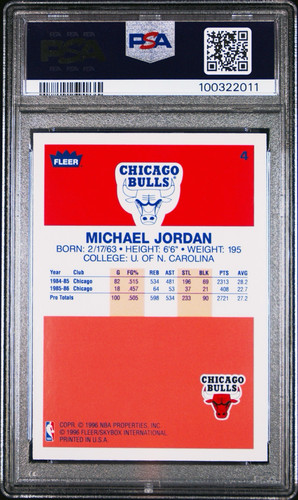 PSA
PSA
PSA
100322011
FLEER
4
CHICAGO
BULLS
MICHAEL JORDAN
BORN: 2/17/63 • HEIGHT: 6'6" • WEIGHT: 195
COLLEGE: U. OF N. CAROLINA
Year Club G FG% REB AST STL BLK PTS AVG
1984-85 Chicago 82 .515 534 481 196 69 2313 28.2
1985-86 Chicago 18 .457 64 53 37 21 408 22.7
Pro Totals 100 .505 598 534 233 90 2721 27.2
CHICAGO
BULLS
COPR. © 1996 NBA PROPERTIES, INC.
© 1996 FLEER/SKYBOX INTERNATIONAL
PRINTED IN U.S.A.